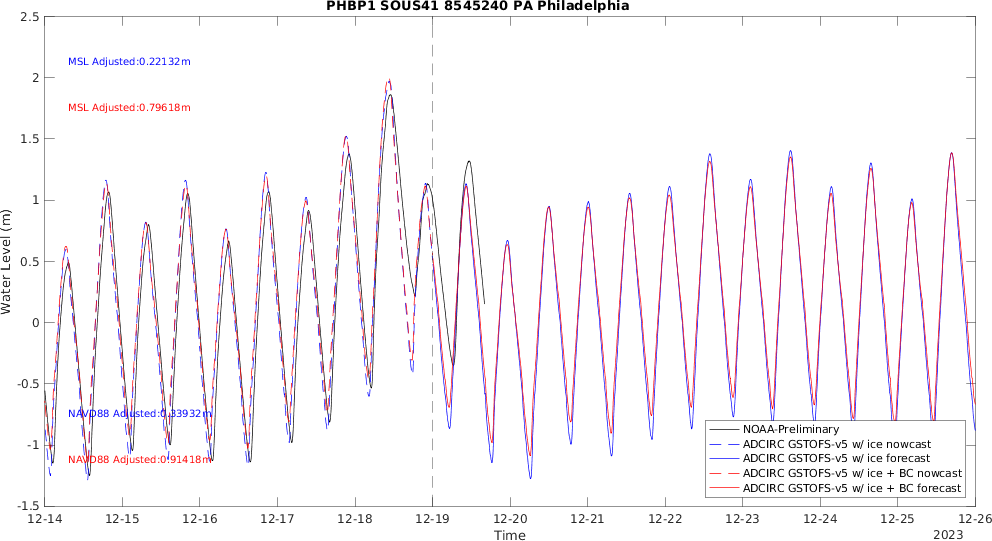 PHBP1 SOUS41 8545240 PA Philadelphia
2.5
2
1.5
1
0.5
0
-0.5
-1
-1.5
Water Level (m)
MSL Adjusted:0.22132m
MSL Adjusted:0.79618m
NAVD88 Adjusted:0.33932m
NAVD88 Adjusted:0.91418m
NOAA-Preliminary
ADCIRC GSTOFS-v5 w/ ice nowcast
ADCIRC GSTOFS-v5 w/ ice forecast
ADCIRC GSTOFS-v5 w/ ice + BC nowcast
ADCIRC GSTOFS-v5 w/ ice + BC forecast
12-14 12-15 12-16 12-17 12-18 12-19 12-20 12-21 12-22 12-23 12-24 12-25 12-26
Time
2023